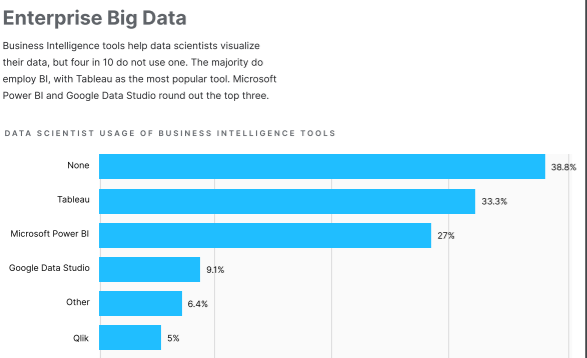 Enterprise Big Data
Business Intelligence tools help data scientists visualize
their data, but four in 10 do not use one. The majority do
employ BI, with Tableau as the most popular tool. Microsoft
Power BI and Google Data Studio round out the top three.
DATA SCIENTIST USAGE OF BUSINESS INTELLIGENCE TOOLS
None 38.8%
Tableau 33.3%
Microsoft Power BI 27%
Google Data Studio 9.1%
Other 6.4%
Qlik 5%